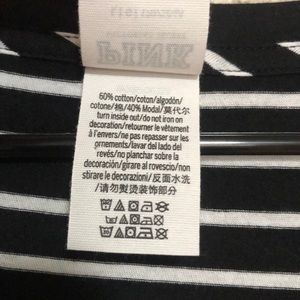 PINK
60% cotton/coton/algodón/
cotone/棉/40% Modal/莫代尔
turn inside out/do not iron on
decoration/retourner le vêtement
à l'envers/ne pas repasser sur les
ornements/lavar del lado del
revés/no planchar sobre la
decoración/girare al rovescio/non
stirare le decorazioni/反面水洗
/请勿熨烫装饰部分